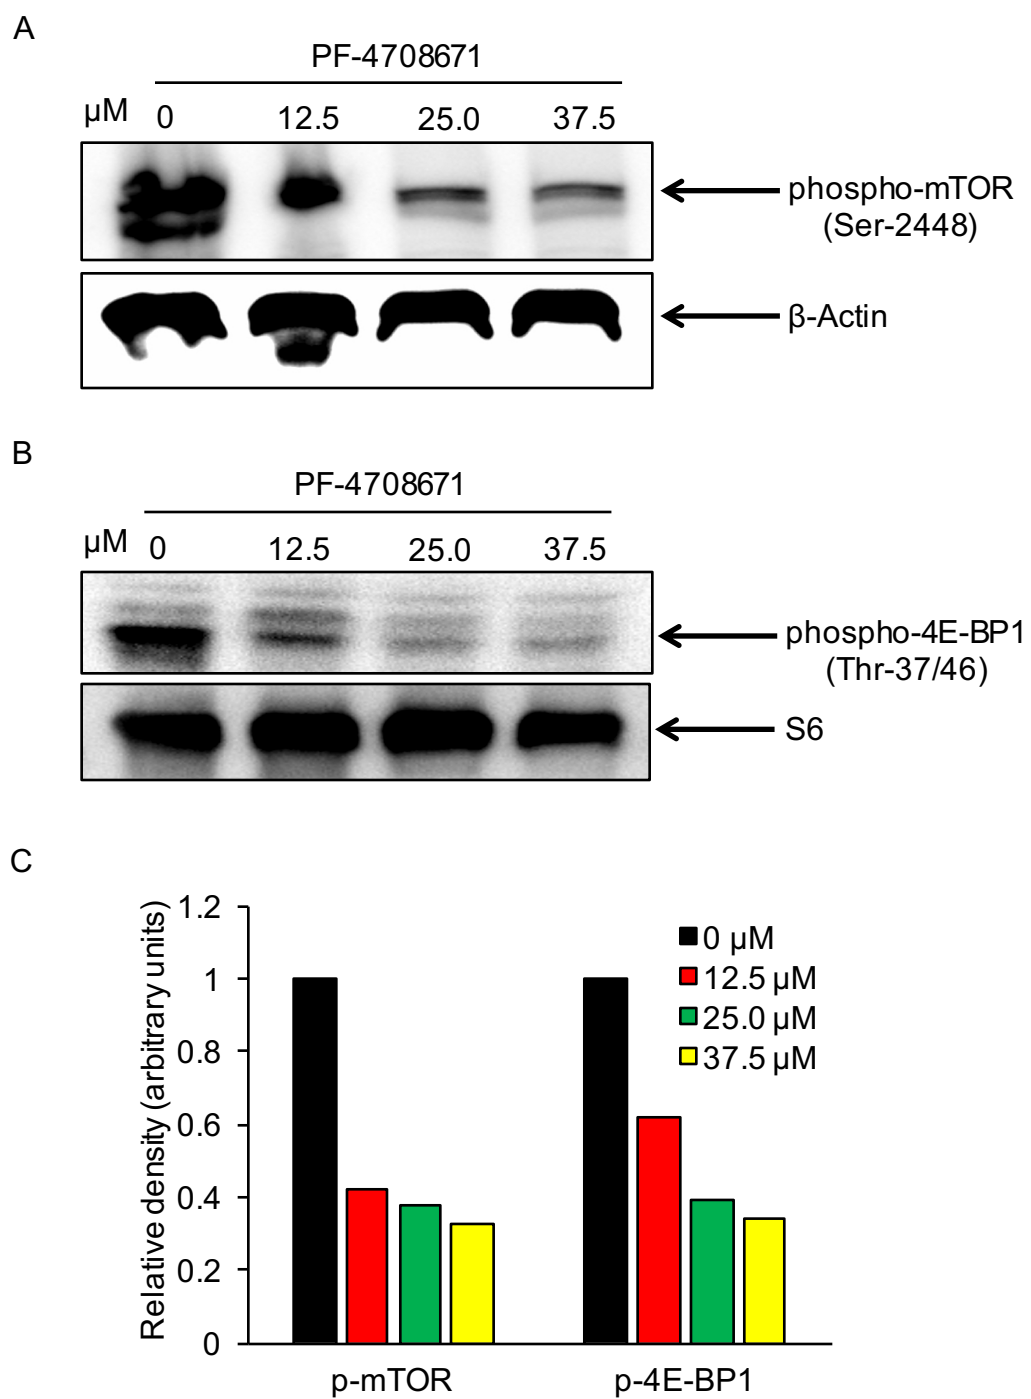 A
PF-4708671
µM 0 12.5 25.0 37.5
phospho-mTOR
(Ser-2448)
β-Actin
B
PF-4708671
µM 0 12.5 25.0 37.5
phospho-4E-BP1
(Thr-37/46)
S6
C
Relative density (arbitrary units)
1.2
1
0.8
0.6
0.4
0.2
0
0 µM
12.5 µM
25.0 µM
37.5 µM
p-mTOR p-4E-BP1